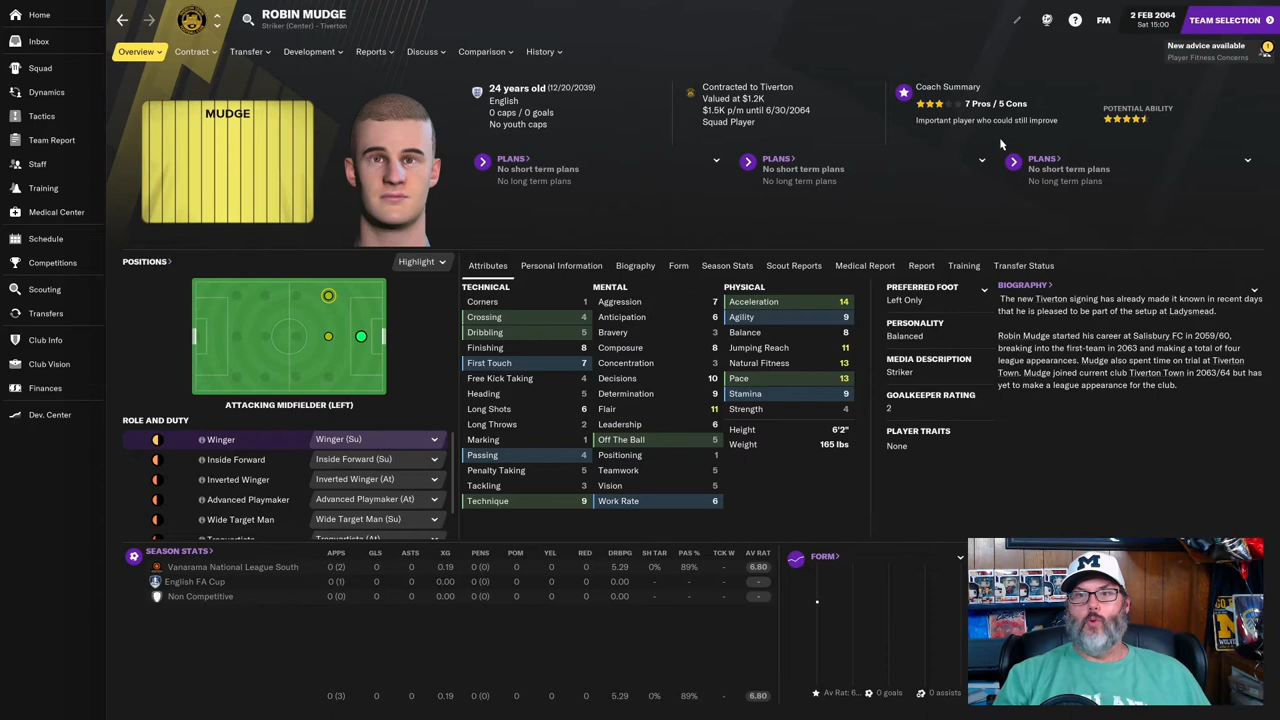 Home
Inbox
Squad
Dynamics
Tactics
Team Report
Staff
Training
Medical Center
Schedule
Competitions
Scouting
Transfers
Club Info
Club Vision
Finances
Dev. Center
ROBIN MUDGE
Striker (Center) - Tiverton
FM
2 FEB 2064
Sat 15:00
TEAM SELECTION
New advice available
Player Fitness Concerns
Overview
Contract
Transfer
Development
Reports
Discuss
Comparison
History
MUDGE
24 years old (12/20/2039)
English
0 caps / 0 goals
No youth caps
Contracted to Tiverton
Valued at $1.2K
$1.5K p/m until 6/30/2064
Squad Player
Coach Summary
7 Pros / 5 Cons
Important player who could still improve
POTENTIAL ABILITY
PLANS
No short term plans
No long term plans
PLANS
No short term plans
No long term plans
PLANS
No short term plans
No long term plans
POSITIONS
Highlight
ATTACKING MIDFIELDER (LEFT)
ROLE AND DUTY
Winger Winger (Su)
Inside Forward Inside Forward (Su)
Inverted Winger Inverted Winger (At)
Advanced Playmaker Advanced Playmaker (At)
Wide Target Man Wide Target Man (Su)
Attributes Personal Information Biography Form Season Stats Scout Reports Medical Report Report Training Transfer Status
TECHNICAL
Corners 1
Crossing 4
Dribbling 5
Finishing 8
First Touch 7
Free Kick Taking 4
Heading 5
Long Shots 6
Long Throws 2
Marking 1
Passing 4
Penalty Taking 5
Tackling 3
Technique 9
MENTAL
Aggression 7
Anticipation 6
Bravery 3
Composure 8
Concentration 3
Decisions 10
Determination 9
Flair 11
Leadership 6
Off The Ball 5
Positioning 1
Teamwork 5
Vision 5
Work Rate 6
PHYSICAL
Acceleration 14
Agility 9
Balance 8
Jumping Reach 11
Natural Fitness 13
Pace 13
Stamina 9
Strength 4
Height 6'2"
Weight 165 lbs
PREFERRED FOOT
Left Only
PERSONALITY
Balanced
MEDIA DESCRIPTION
Striker
GOALKEEPER RATING
2
PLAYER TRAITS
None
BIOGRAPHY
The new Tiverton signing has already made it known in recent days
that he is pleased to be part of the setup at Ladysmead.
Robin Mudge started his career at Salisbury FC in 2059/60,
breaking into the first-team in 2063 and making a total of four
league appearances. Mudge also spent time on trial at Tiverton
Town. Mudge joined current club Tiverton Town in 2063/64 but has
yet to make a league appearance for the club.
SEASON STATS APPS GLS ASTS XG PENS POM YEL RED DRBPG SH TAR PAS % TCK W AV RAT
Vanarama National League South 0 (2) 0 0 0.19 0 (0) 0 0 0 5.29 0% 89% - 6.80
English FA Cup 0 (1) 0 0 0.00 0 (0) 0 0 0 0.00 0% 0% - -
Non Competitive 0 (0) 0 0 0.00 0 (0) 0 0 0 0.00 0% 0% - -
0 (3) 0 0 0.19 0 (0) 0 0 0 5.29 0% 89% - 6.80
FORM
Av Rat: 6... 0 goals 0 assists
M
GO
M